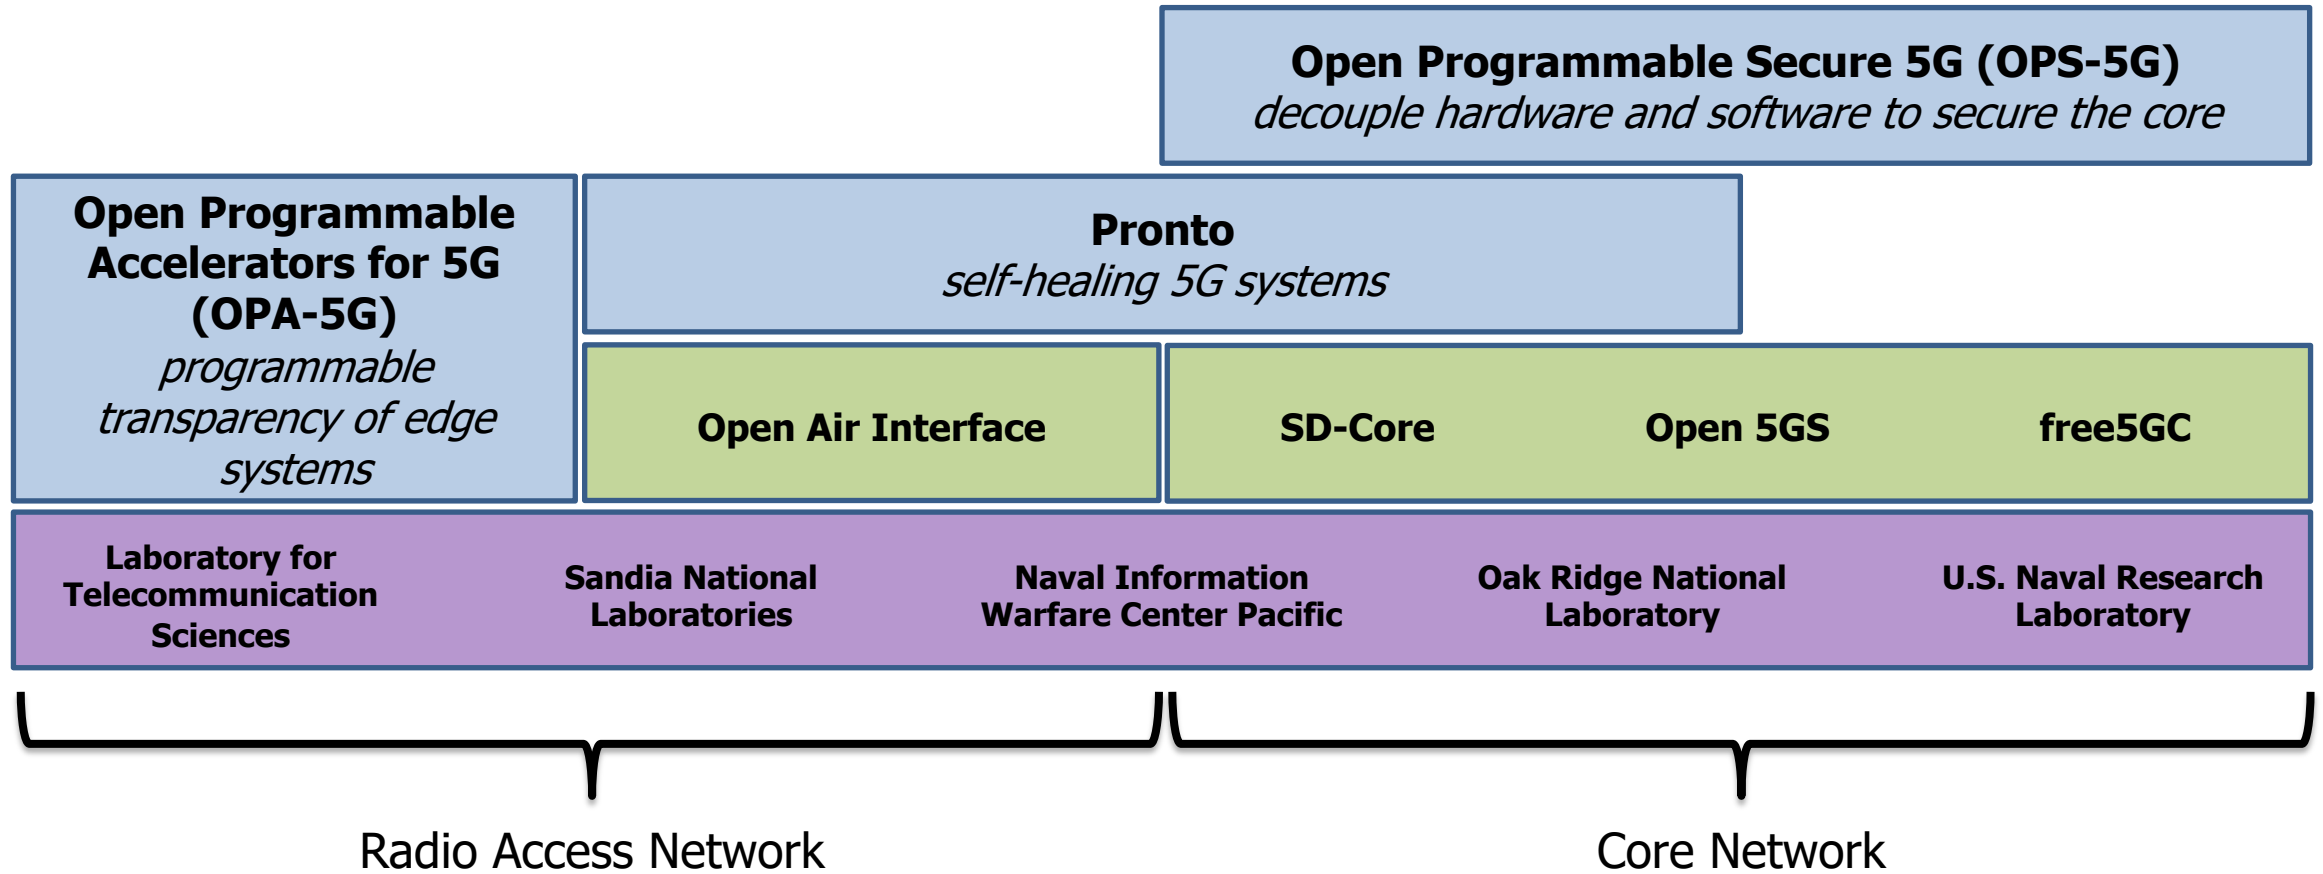 Open Programmable Secure 5G (OPS-5G)
decouple hardware and software to secure the core
Open Programmable
Accelerators for 5G
(OPA-5G)
programmable
transparency of edge
systems
Pronto
self-healing 5G systems
Open Air Interface
SD-Core
Open 5GS
free5GC
Laboratory for
Telecommunication
Sciences
Sandia National
Laboratories
Naval Information
Warfare Center Pacific
Oak Ridge National
Laboratory
U.S. Naval Research
Laboratory
Radio Access Network
Core Network